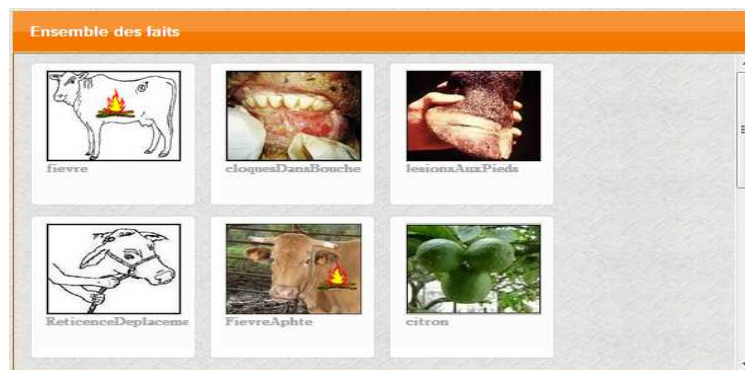 Ensemble des faits
fievre
cloquesDansBouche
lesionsAuxPieds
ReticenceDeplaceme
FievreAphte
citron